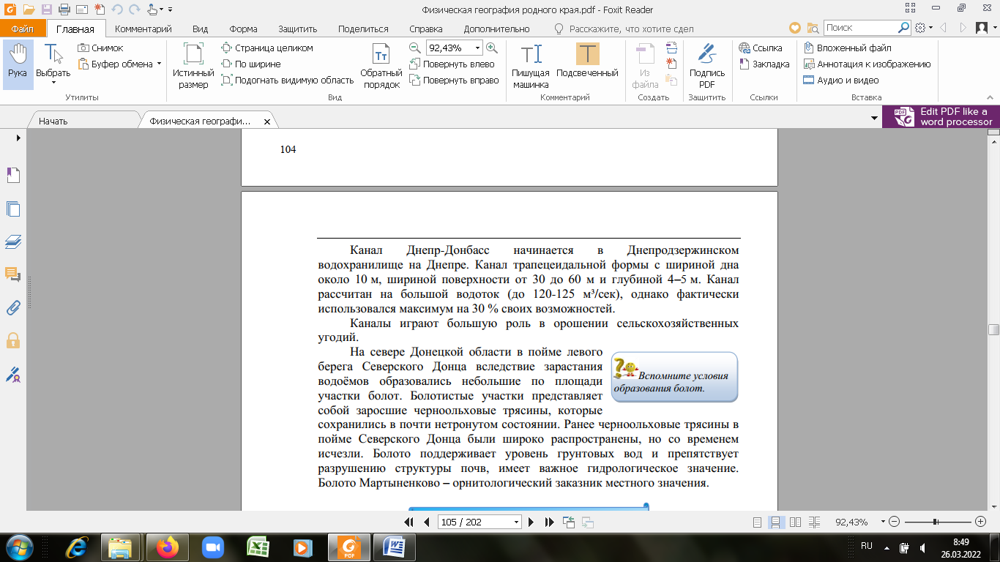 Физическая география родного края.pdf - Foxit Reader
Файл Главная Комментарий Вид Форма Защитить Поделиться Справка Дополнительно Расскажите, что хотите сделать Поиск
Рука
Выбрать
Снимок
Буфер обмена
Утилиты
Истинный размер
Страница целиком
По ширине
Подогнать видимую область
Обратный порядок
92,43%
Повернуть влево
Повернуть вправо
Вид
Пишущая машинка
Подсвеченный
Комментарий
Из файла
Создать
Подпись PDF
Защитить
Ссылка
Закладка
Ссылки
Вложенный файл
Аннотация к изображению
Аудио и видео
Вставка
Начать
Физическая географи...
Edit PDF like a
word processor
104
Канал Днепр-Донбасс начинается в Днепродзержинском
водохранилище на Днепре. Канал трапецеидальной формы с шириной дна
около 10 м, шириной поверхности от 30 до 60 м и глубиной 4–5 м. Канал
рассчитан на большой водоток (до 120-125 м³/сек), однако фактически
использовался максимум на 30 % своих возможностей.
Каналы играют большую роль в орошении сельскохозяйственных
угодий.
На севере Донецкой области в пойме левого
берега Северского Донца вследствие зарастания
водоёмов образовались небольшие по площади
участки болот. Болотистые участки представляет
собой заросшие черноольховые трясины, которые
сохранились в почти нетронутом состоянии. Ранее черноольховые трясины в
пойме Северского Донца были широко распространены, но со временем
исчезли. Болото поддерживает уровень грунтовых вод и препятствует
разрушению структуры почв, имеет важное гидрологическое значение.
Болото Мартыненково – орнитологический заказник местного значения.
Вспомните условия
образования болот.
105 / 202
92,43%
RU
8:49
26.03.2022